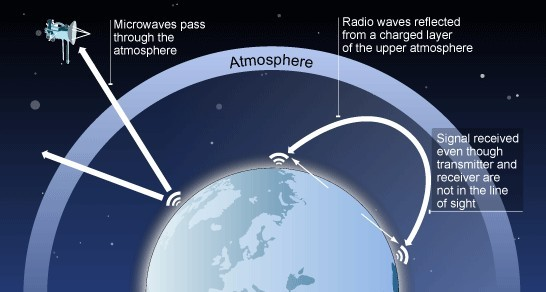 Microwaves pass
through the
atmosphere
Radio waves reflected
from a charged layer
of the upper atmosphere
Atmosphere
Signal received
even though
transmitter and
receiver are
not in the line
of sight